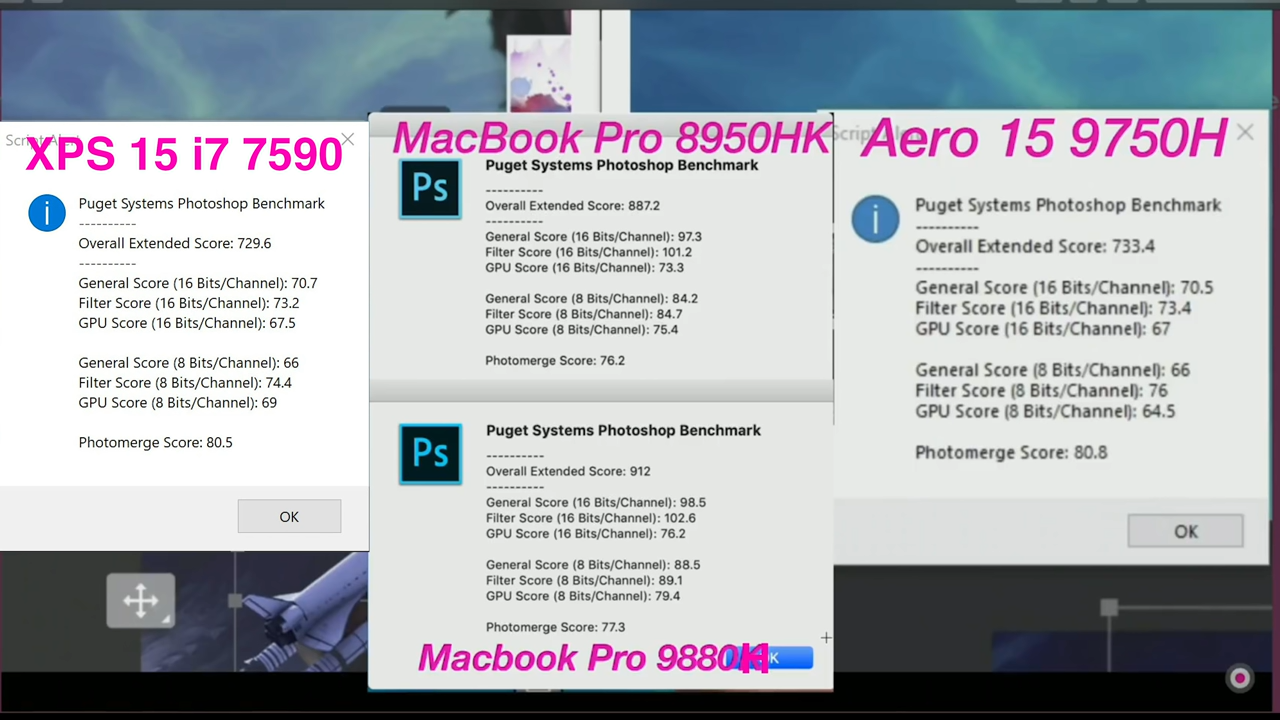 Script Alert
XPS 15 i7 7590
Puget Systems Photoshop Benchmark
----------
Overall Extended Score: 729.6
----------
General Score (16 Bits/Channel): 70.7
Filter Score (16 Bits/Channel): 73.2
GPU Score (16 Bits/Channel): 67.5
General Score (8 Bits/Channel): 66
Filter Score (8 Bits/Channel): 74.4
GPU Score (8 Bits/Channel): 69
Photomerge Score: 80.5
OK
MacBook Pro 8950HK
Ps
Puget Systems Photoshop Benchmark
----------
Overall Extended Score: 887.2
----------
General Score (16 Bits/Channel): 97.3
Filter Score (16 Bits/Channel): 101.2
GPU Score (16 Bits/Channel): 73.3
General Score (8 Bits/Channel): 84.2
Filter Score (8 Bits/Channel): 84.7
GPU Score (8 Bits/Channel): 75.4
Photomerge Score: 76.2
Ps
Puget Systems Photoshop Benchmark
----------
Overall Extended Score: 912
----------
General Score (16 Bits/Channel): 98.5
Filter Score (16 Bits/Channel): 102.6
GPU Score (16 Bits/Channel): 76.2
General Score (8 Bits/Channel): 88.5
Filter Score (8 Bits/Channel): 89.1
GPU Score (8 Bits/Channel): 79.4
Photomerge Score: 77.3
Macbook Pro 9880H
Script Alert
Aero 15 9750H
Puget Systems Photoshop Benchmark
----------
Overall Extended Score: 733.4
----------
General Score (16 Bits/Channel): 70.5
Filter Score (16 Bits/Channel): 73.4
GPU Score (16 Bits/Channel): 67
General Score (8 Bits/Channel): 66
Filter Score (8 Bits/Channel): 76
GPU Score (8 Bits/Channel): 64.5
Photomerge Score: 80.8
OK